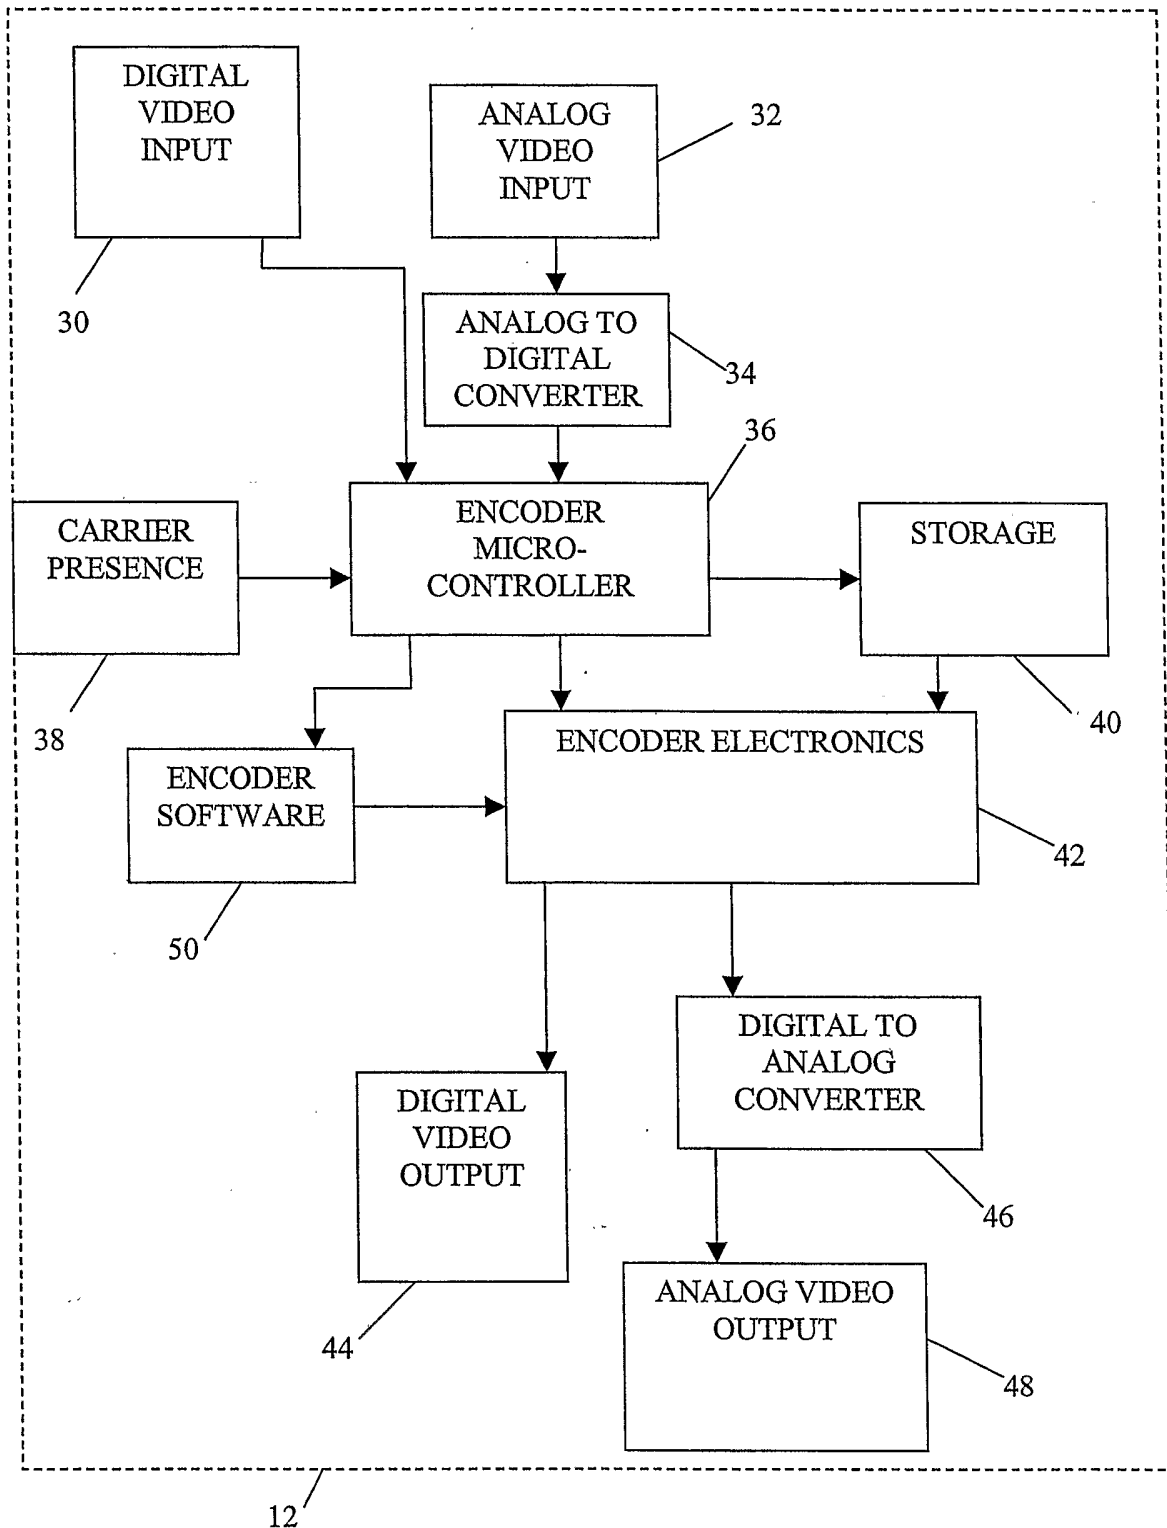 DIGITAL
VIDEO
INPUT
30
ANALOG
VIDEO
INPUT
32
ANALOG TO
DIGITAL
CONVERTER
34
36
CARRIER
PRESENCE
38
ENCODER
MICRO-
CONTROLLER
STORAGE
40
ENCODER
SOFTWARE
50
ENCODER ELECTRONICS
42
DIGITAL
VIDEO
OUTPUT
44
DIGITAL TO
ANALOG
CONVERTER
46
ANALOG VIDEO
OUTPUT
48
12